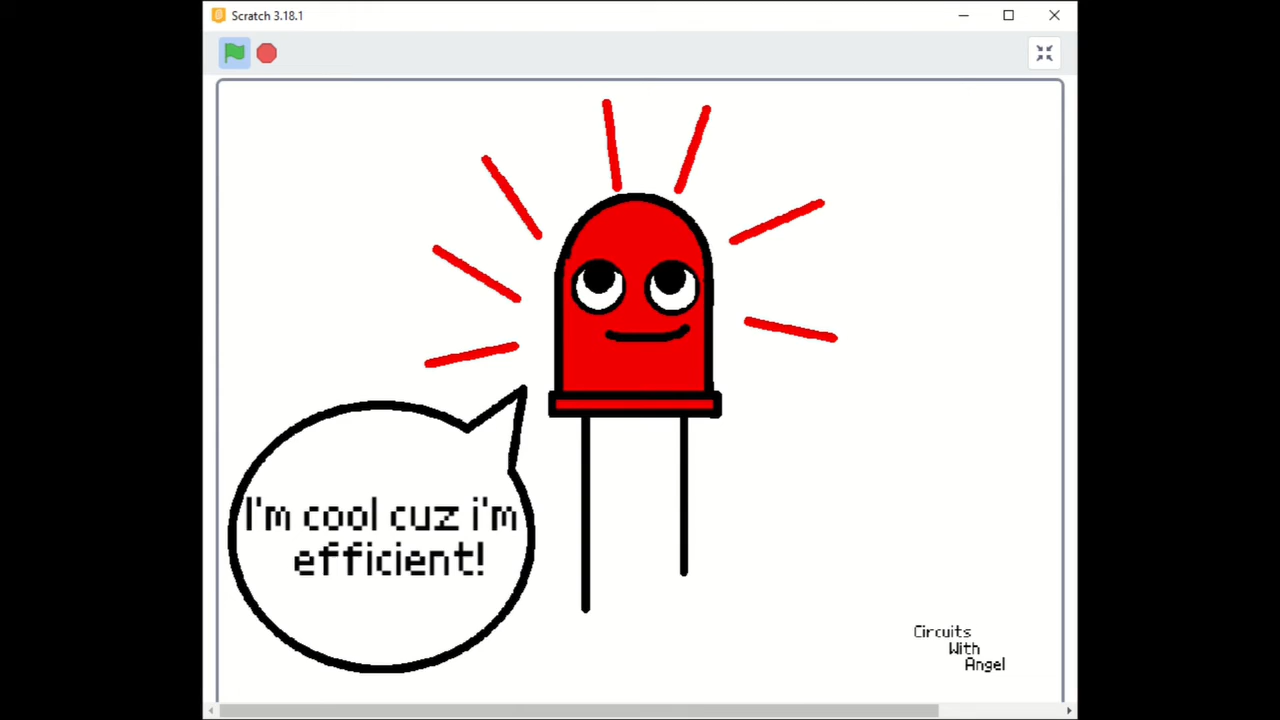 Scratch 3.18.1
I'm cool cuz i'm
efficient!
Circuits
With
Angel